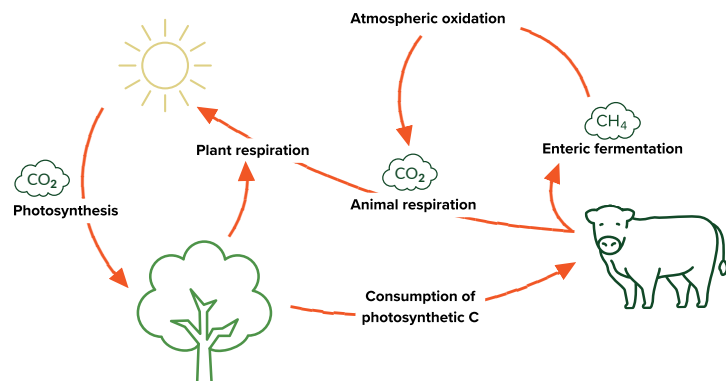 Atmospheric oxidation
CH₄
Plant respiration
Enteric fermentation
CO₂
CO₂
Photosynthesis
Animal respiration
Consumption of
photosynthetic C